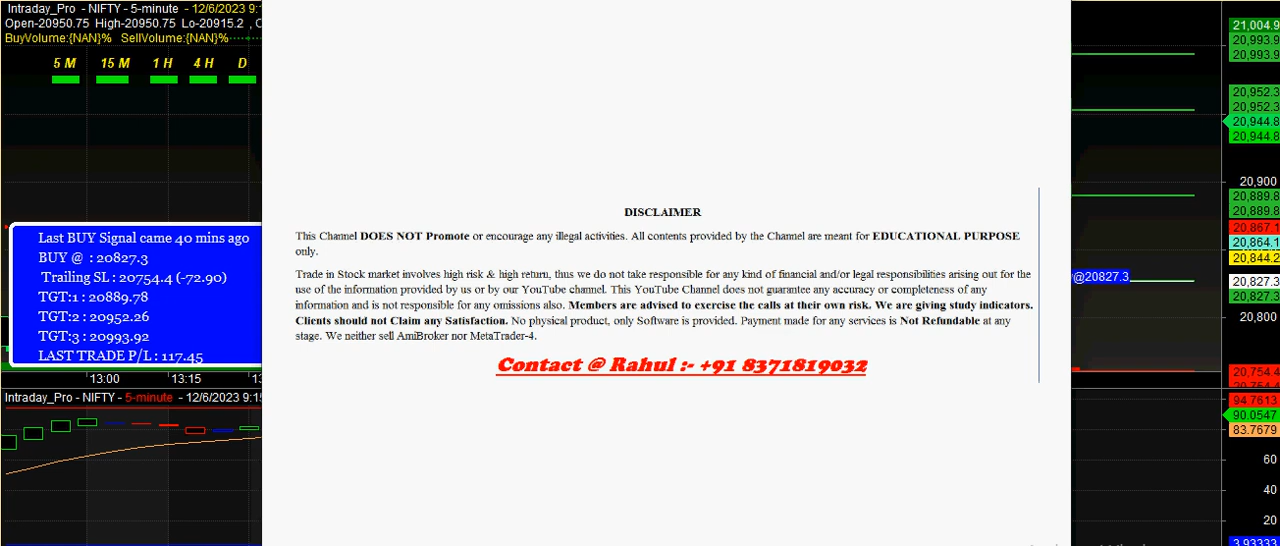 Intraday_Pro - NIFTY - 5-minute - 12/6/2023 9:1
Open-20950.75 High-20950.75 Lo-20915.2 , C
BuyVolume:{NAN}% SellVolume:{NAN}%
5 M 15 M 1 H 4 H D
Last BUY Signal came 40 mins ago
BUY @ : 20827.3
Trailing SL : 20754.4 (-72.90)
TGT:1 : 20889.78
TGT:2 : 20952.26
TGT:3 : 20993.92
LAST TRADE P/L : 117.45
13:00 13:15
Intraday_Pro - NIFTY - 5-minute - 12/6/2023 9:15
DISCLAIMER
This Channel DOES NOT Promote or encourage any illegal activities. All contents provided by the Channel are meant for EDUCATIONAL PURPOSE
only.
Trade in Stock market involves high risk & high return, thus we do not take responsible for any kind of financial and/or legal responsibilities arising out for the
use of the information provided by us or by our YouTube channel. This YouTube Channel does not guarantee any accuracy or completeness of any
information and is not responsible for any omissions also. Members are advised to exercise the calls at their own risk. We are giving study indicators.
Clients should not Claim any Satisfaction. No physical product, only Software is provided. Payment made for any services is Not Refundable at any
stage. We neither sell AmiBroker nor MetaTrader-4.
Contact @ Rahul :- +91 8371819032
@20827.3
21,004.9
20,993.9
20,993.9
20,952.3
20,952.3
20,944.8
20,944.8
20,900
20,889.8
20,889.8
20,867.1
20,864.1
20,844.2
20,827.3
20,827.3
20,800
20,754.4
20,754.4
94.7613
90.0547
83.7679
60
40
20
3.93333